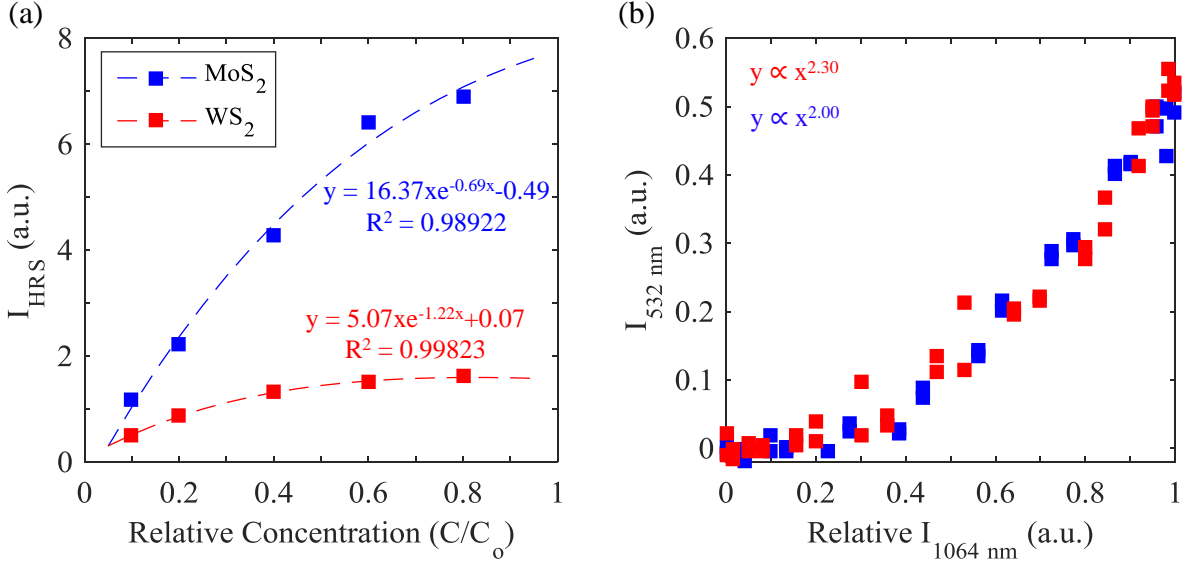 (a)
8
6
4
2
0
0
0.2
0.4
0.6
0.8
1
I_HRS (a.u.)
Relative Concentration (C/C_o)
MoS₂
WS₂
y = 16.37xe^-0.69x-0.49
R² = 0.98922
y = 5.07xe^-1.22x+0.07
R² = 0.99823
(b)
0.6
0.5
0.4
0.3
0.2
0.1
0
0
0.2
0.4
0.6
0.8
1
I_532 nm (a.u.)
Relative I_1064 nm (a.u.)
y ∝ x^2.30
y ∝ x^2.00